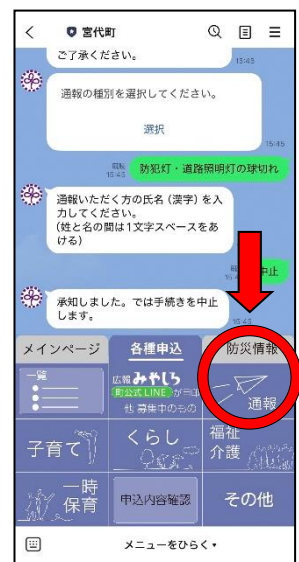 宮代町
ご了承ください。
15:45
通報の種別を選択してください。
選択
15:45
既読
15:45
防犯灯・道路照明灯の球切れ
通報いただく方の氏名(漢字)を入
力してください。
(姓と名の間は1文字スペースをあ
ける)
中止
承知しました。では手続きを中止
します。
15:45
メインページ
各種申込
防災情報
一覧
広報みやしろ
町公式LINE
他 募集中のもの
通報
子育て
くらし
福祉
介護
一時
保育
申込内容確認
その他
メニューをひらく▼